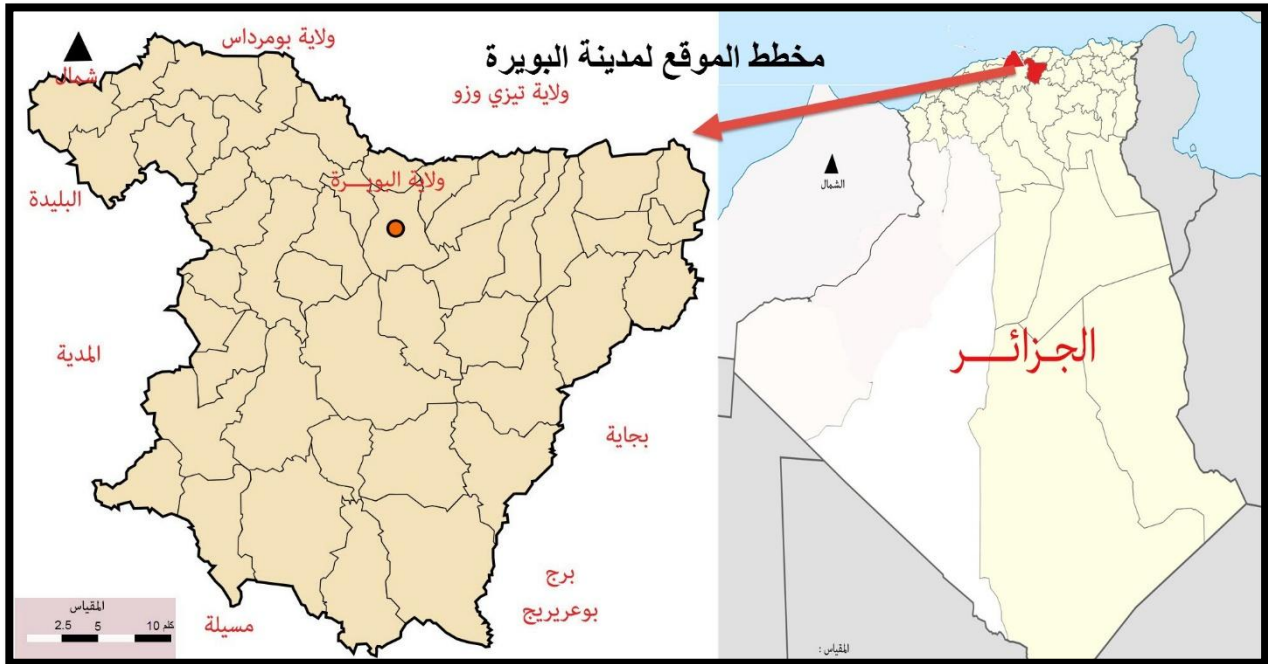 مخطط الموقع لمدينة البويرة
ولاية بومرداس
شمال
ولاية تيزي وزو
البليدة
ولاية البويـــرة
المدية
بجاية
برج
بوعريريج
مسيلة
المقياس
2.5 5 10 كلم
الشمال
الجزائـــر
المقياس :